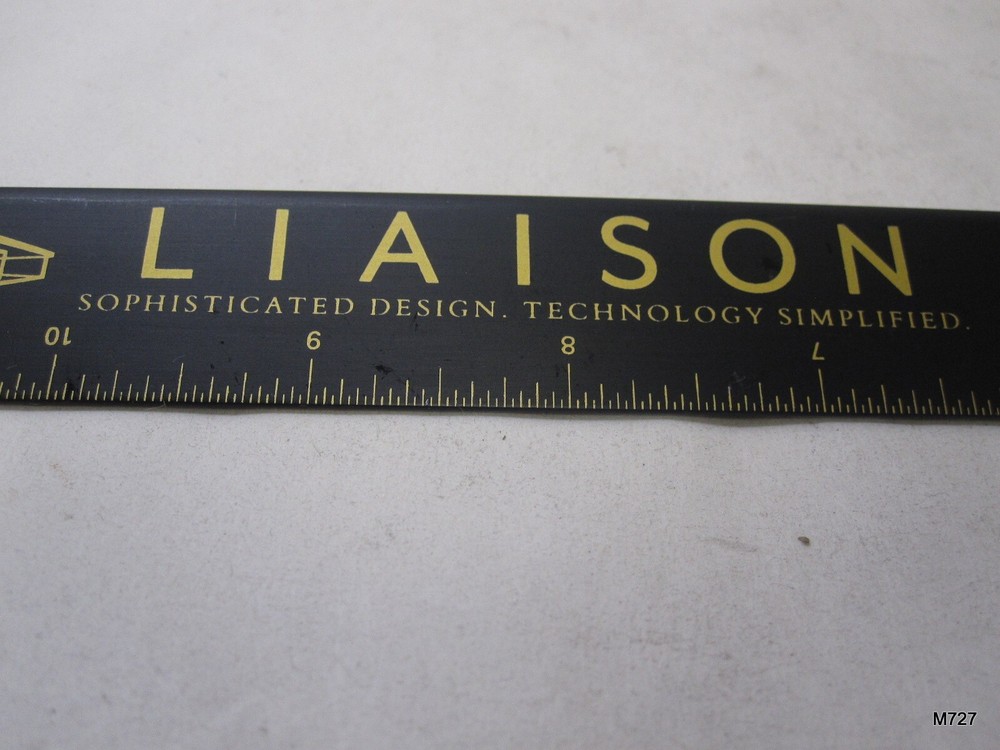 LIAISON
SOPHISTICATED DESIGN. TECHNOLOGY SIMPLIFIED.
10 9 8 7
M727